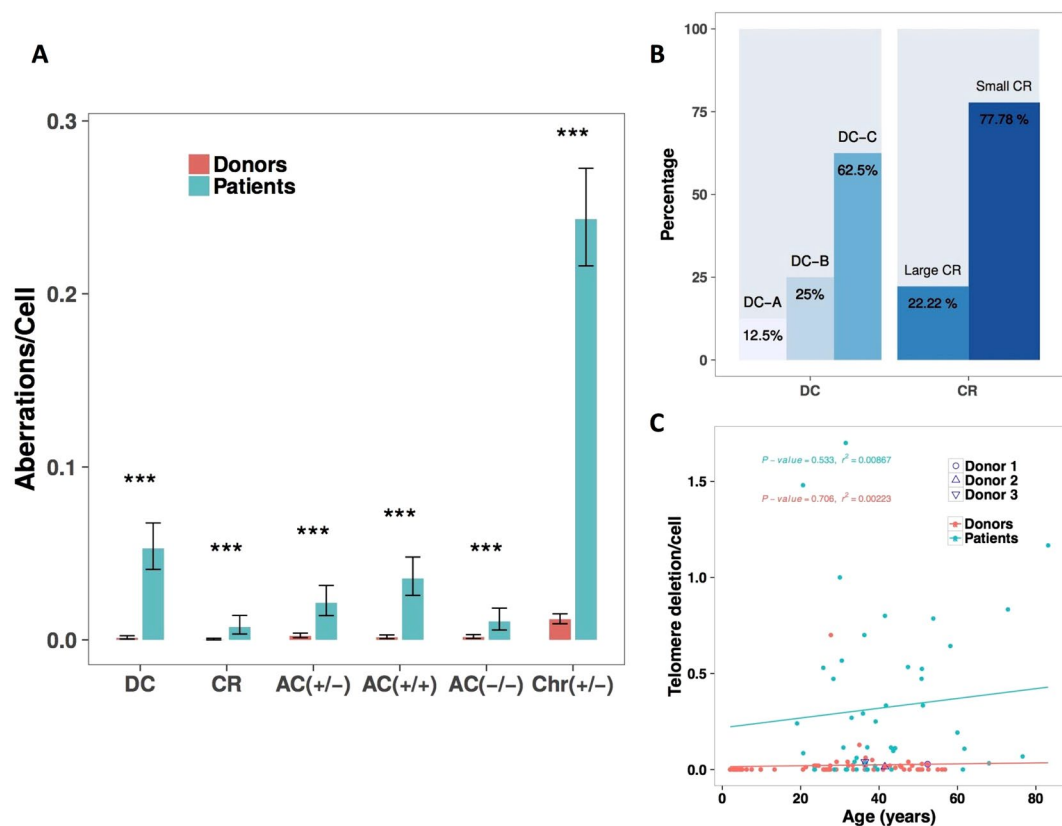 A
Aberrations/Cell
0.3
0.2
0.1
0.0
Donors
Patients
***
***
***
***
***
***
DC
CR
AC(+/−)
AC(+/+)
AC(−/−)
Chr(+/−)
B
Percentage
100
75
50
25
0
DC−A
12.5%
DC−B
25%
DC−C
62.5%
Large CR
22.22 %
Small CR
77.78 %
DC
CR
C
Telomere deletion/cell
1.5
1.0
0.5
0.0
P − value = 0.533, r² = 0.00867
P − value = 0.706, r² = 0.00223
Donor 1
Donor 2
Donor 3
Donors
Patients
0
20
40
60
80
Age (years)